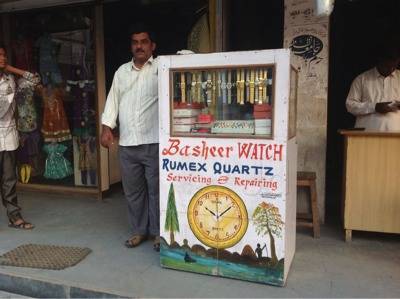 Basheer WATCH
RUMEX QUARTZ
Servicing & Repairing